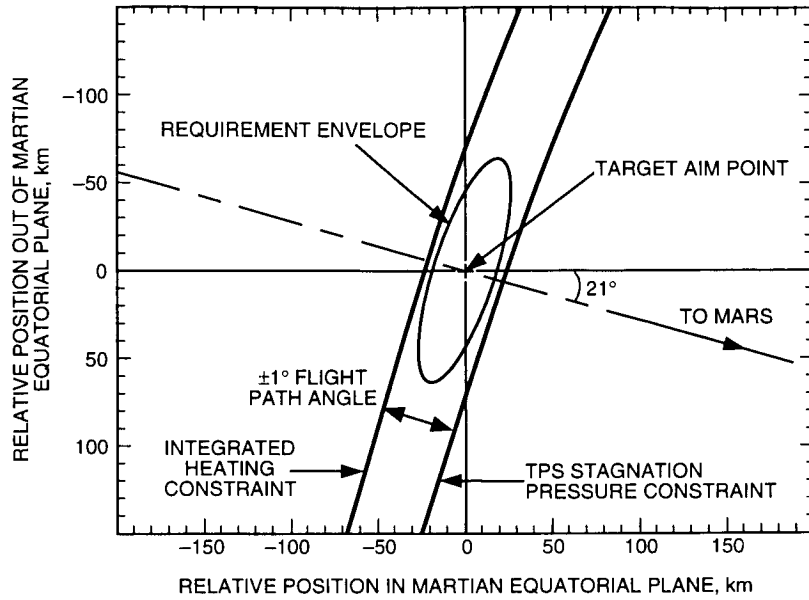 RELATIVE POSITION OUT OF MARTIAN
EQUATORIAL PLANE, km
−100
−50
0
50
100
REQUIREMENT ENVELOPE
TARGET AIM POINT
21°
TO MARS
±1° FLIGHT
PATH ANGLE
INTEGRATED
HEATING
CONSTRAINT
TPS STAGNATION
PRESSURE CONSTRAINT
−150
−100
−50
0
50
100
150
RELATIVE POSITION IN MARTIAN EQUATORIAL PLANE, km